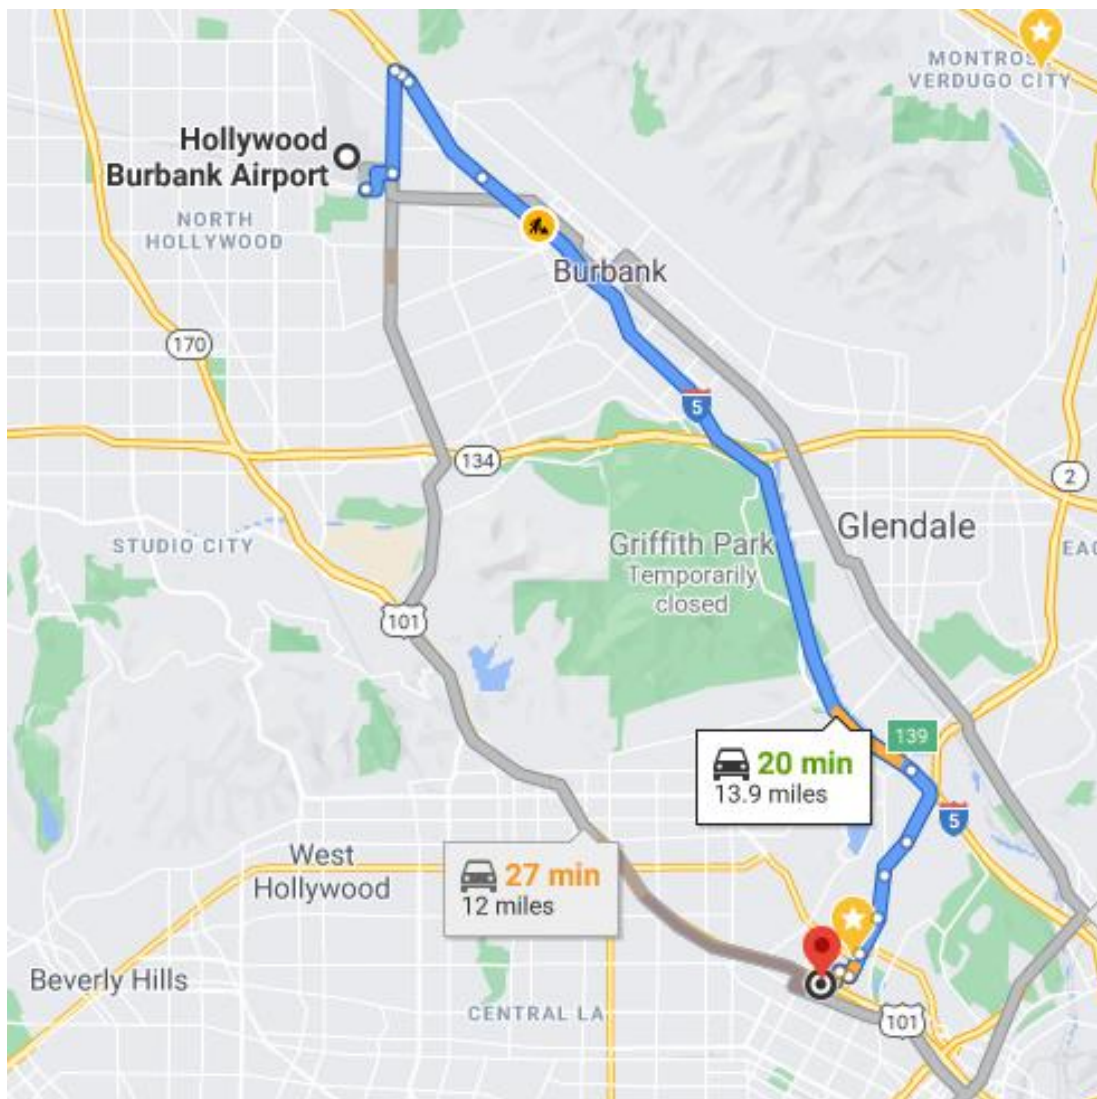 MONTROS
VERDUGO CITY
Hollywood
Burbank Airport
NORTH
HOLLYWOOD
Burbank
170
5
134
2
Glendale
STUDIO CITY
Griffith Park
Temporarily
closed
EAG
101
139
20 min
13.9 miles
5
West
Hollywood
27 min
12 miles
Beverly Hills
CENTRAL LA
101